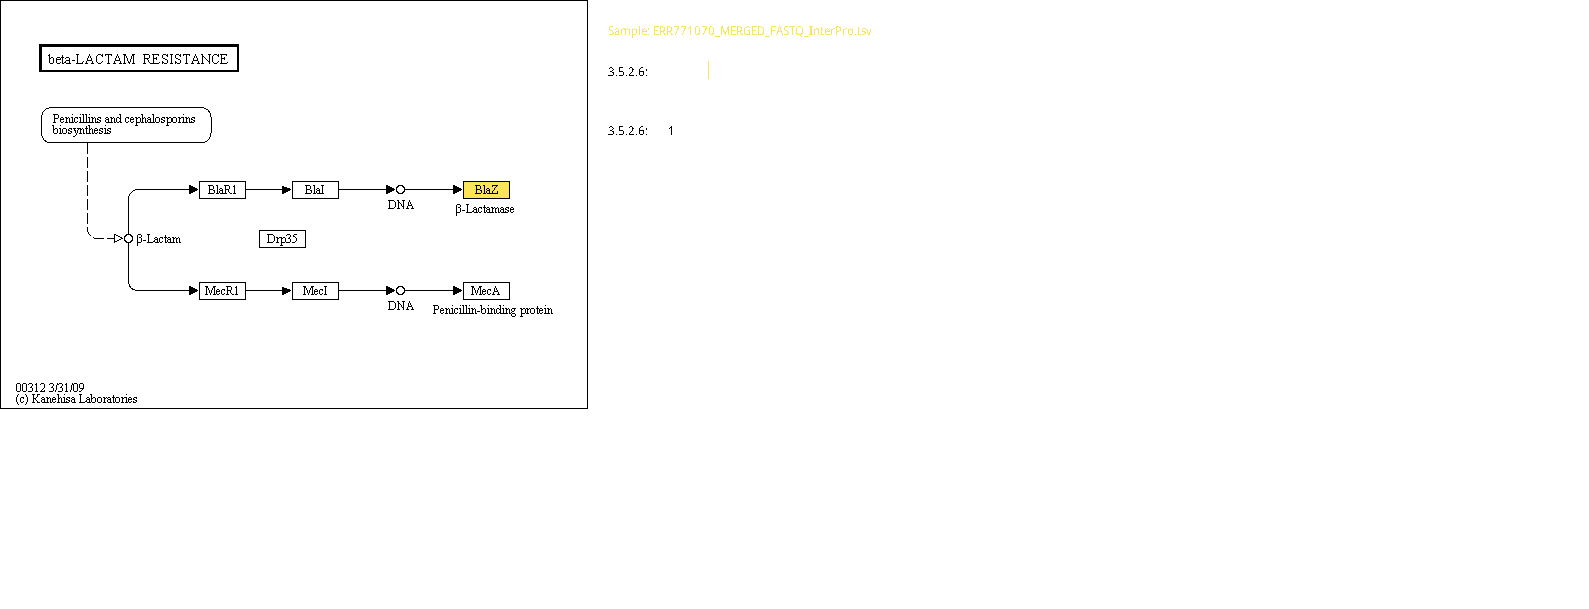 beta-LACTAM RESISTANCE
Penicillins and cephalosporins
biosynthesis
BlaR1
BlaI
DNA
BlaZ
β-Lactamase
β-Lactam
Drp35
MecR1
MecI
DNA
MecA
Penicillin-binding protein
00312 3/31/09
(c) Kanehisa Laboratories
Sample: ERR771070_MERGED_FASTQ_InterPro.tsv
3.5.2.6:
3.5.2.6: 1